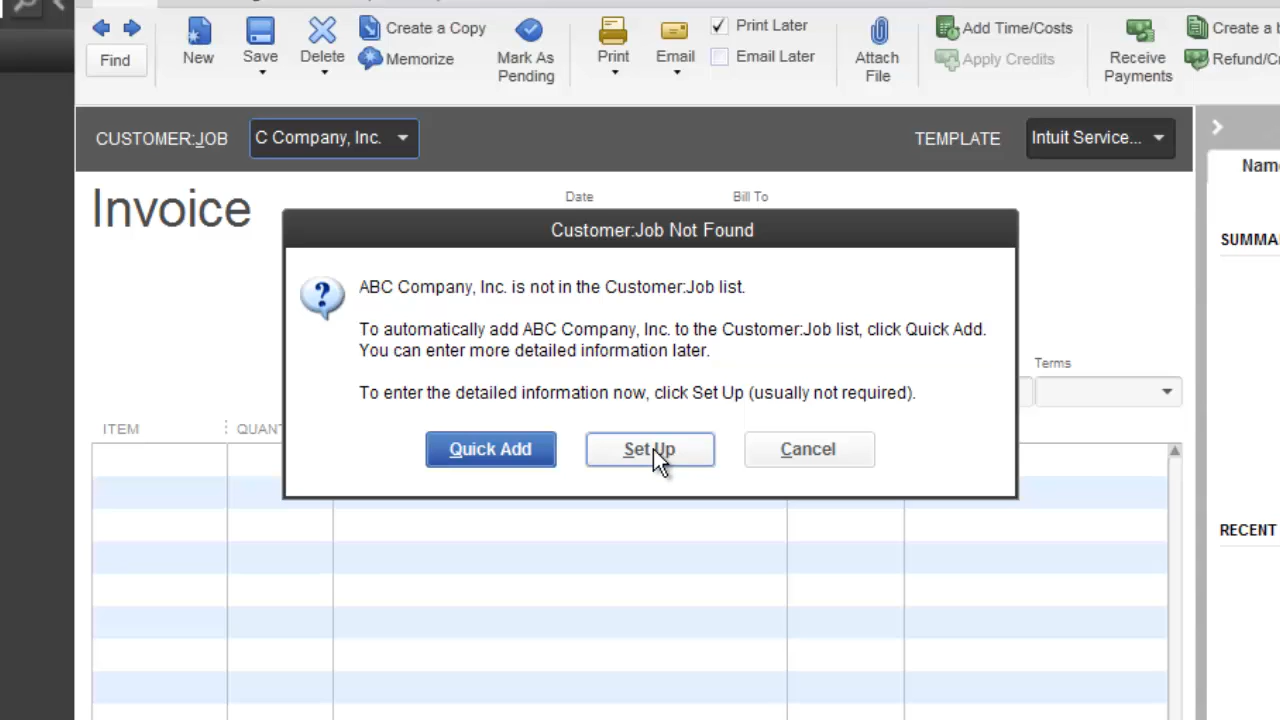 Find
New
Save
Delete
Create a Copy
Memorize
Mark As
Pending
Print
Email
Print Later
Email Later
Attach
File
Add Time/Costs
Apply Credits
Receive
Payments
Create a
Refund/
CUSTOMER:JOB
C Company, Inc.
TEMPLATE
Intuit Service...
Name
Invoice
Date
Bill To
Customer:Job Not Found
SUMMA
ABC Company, Inc. is not in the Customer:Job list.
To automatically add ABC Company, Inc. to the Customer:Job list, click Quick Add.
You can enter more detailed information later.
Terms
To enter the detailed information now, click Set Up (usually not required).
ITEM
QUANT
Quick Add
Set Up
Cancel
RECENT